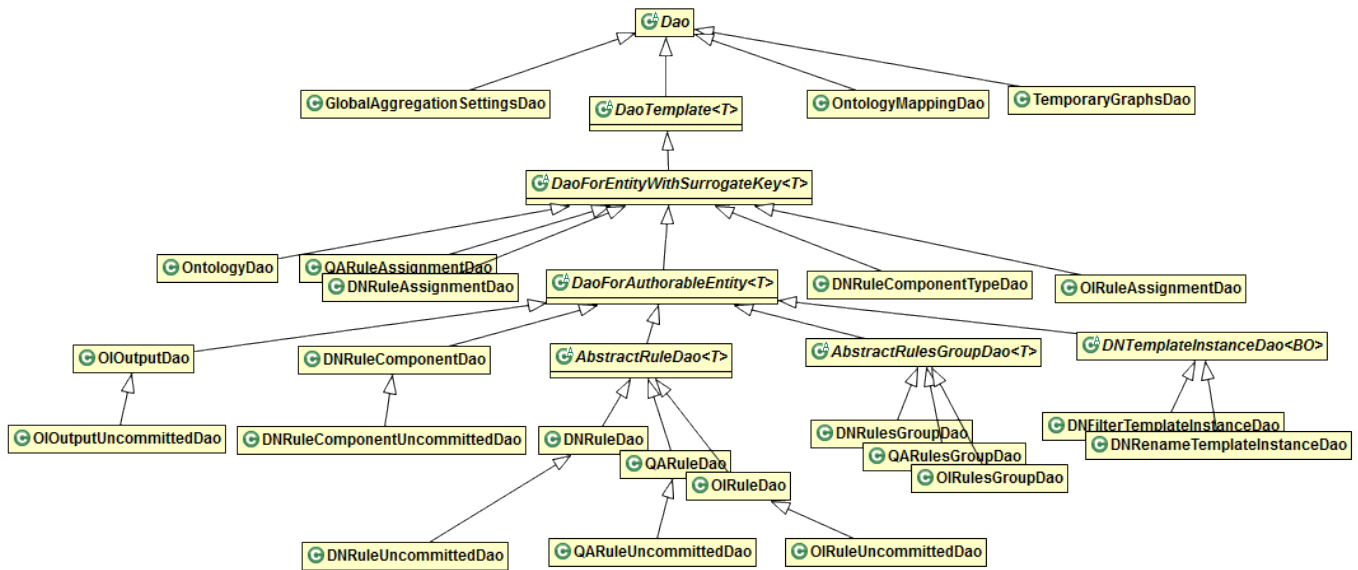 Dao
GlobalAggregationSettingsDao
DaoTemplate<T>
OntologyMappingDao
TemporaryGraphsDao
DaoForEntityWithSurrogateKey<T>
OntologyDao
QARuleAssignmentDao
DNRuleAssignmentDao
DaoForAuthorableEntity<T>
DNRuleComponentTypeDao
OIRuleAssignmentDao
OIOutputDao
DNRuleComponentDao
AbstractRuleDao<T>
AbstractRulesGroupDao<T>
DNTemplateInstanceDao<BO>
OIOutputUncommittedDao
DNRuleComponentUncommittedDao
DNRuleDao
QARuleDao
OIRuleDao
DNRulesGroupDao
QARulesGroupDao
OIRulesGroupDao
DNFilterTemplateInstanceDao
DNRenameTemplateInstanceDao
DNRuleUncommittedDao
QARuleUncommittedDao
OIRuleUncommittedDao